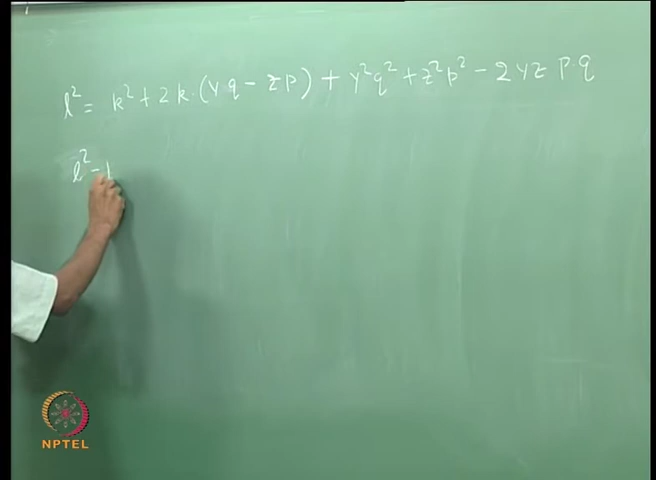 l² = k² + 2k·(yq - zp) + y²q² + z²p² - 2yz p·q
l² -
NPTEL